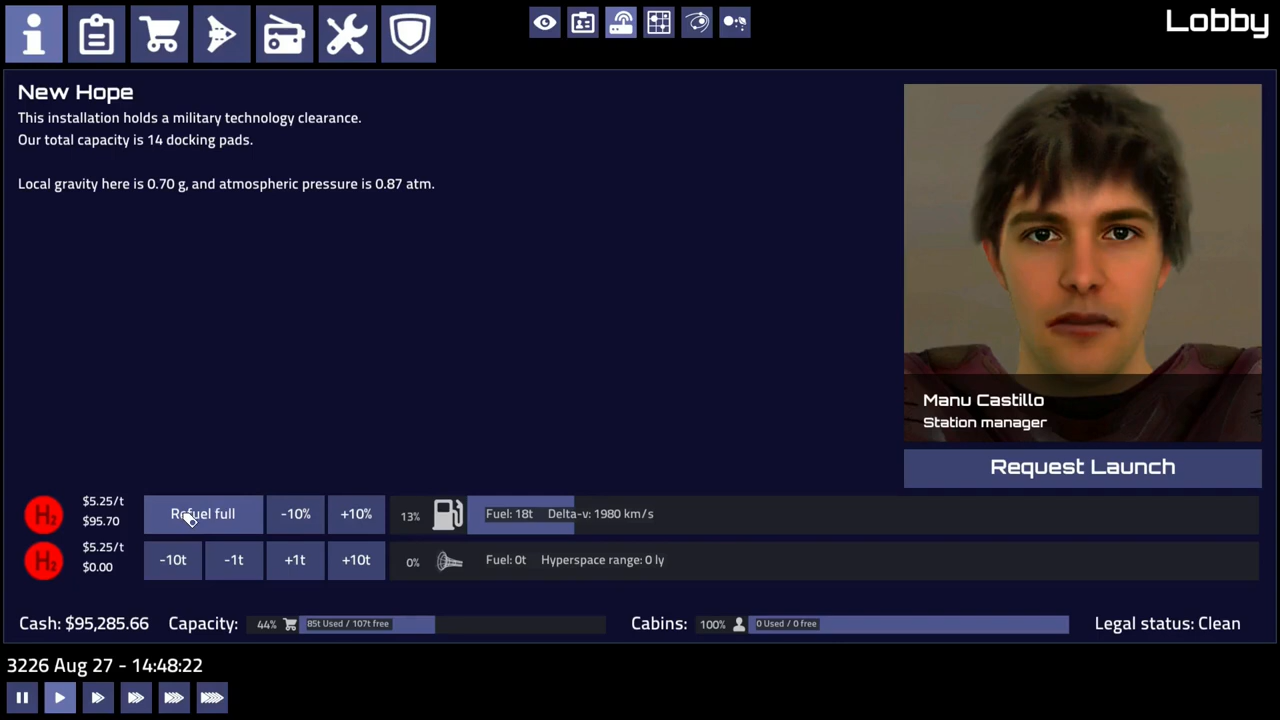 Lobby
New Hope
This installation holds a military technology clearance.
Our total capacity is 14 docking pads.
Local gravity here is 0.70 g, and atmospheric pressure is 0.87 atm.
Manu Castillo
Station manager
Request Launch
H2 $5.25/t $95.70 Refuel full -10% +10% 13% Fuel: 18t Delta-v: 1980 km/s
H2 $5.25/t $0.00 -10t -1t +1t +10t 0% Fuel: 0t Hyperspace range: 0 ly
Cash: $95,285.66 Capacity: 44% 85t Used / 107t free Cabins: 100% 0 Used / 0 free Legal status: Clean
3226 Aug 27 - 14:48:22